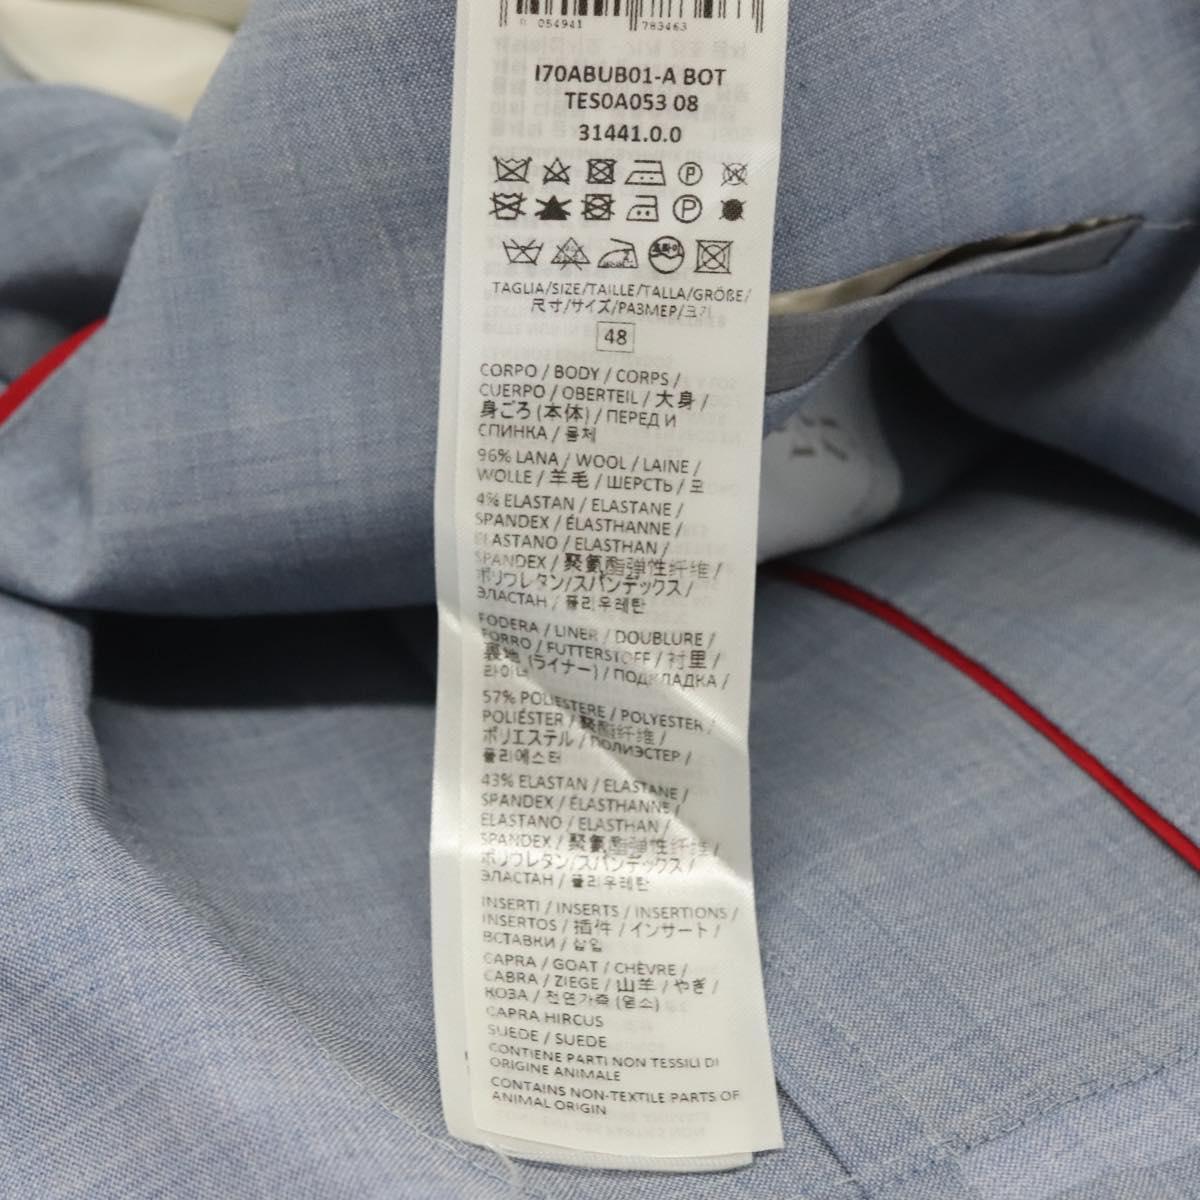 054941 783463
I70ABUB01-A BOT
TES0A053 08
31441.0.0
TAGLIA/SIZE/TAILLE/TALLA/GRÖßE/
尺寸/サイズ/РАЗМЕР/크기
48
CORPO / BODY / CORPS /
CUERPO / OBERTEIL / 大身 /
身ごろ (本体) / ПЕРЕД И
СПИНКА / 몸체
96% LANA / WOOL / LAINE /
WOLLE / 羊毛 / ШЕРСТЬ / 모
4% ELASTAN / ELASTANE /
SPANDEX / ÉLASTHANNE /
ELASTANO / ELASTHAN /
SPANDEX / 聚氨酯弹性纤维 /
ポリウレタン/スパンデックス /
ЭЛАСТАН / 폴리우레탄
FODERA / LINER / DOUBLURE /
FORRO / FUTTERSTOFF / 衬里 /
裏地 (ライナー) / ПОДКЛАДКА /
라이너
57% POLIESTERE / POLYESTER /
POLIÉSTER / 聚酯纤维 /
ポリエステル / ПОЛИЭСТЕР /
폴리에스터
43% ELASTAN / ELASTANE /
SPANDEX / ÉLASTHANNE /
ELASTANO / ELASTHAN /
SPANDEX / 聚氨酯弹性纤维 /
ポリウレタン/スパンデックス /
ЭЛАСТАН / 폴리우레탄
INSERTI / INSERTS / INSERTIONS /
INSERTOS / 插件 / インサート /
ВСТАВКИ / 삽입
CAPRA / GOAT / CHÈVRE /
CABRA / ZIEGE / 山羊 / やぎ /
КОЗА / 천연가죽 (염소)
CAPRA HIRCUS
SUEDE / SUEDE
CONTIENE PARTI NON TESSILI DI
ORIGINE ANIMALE
CONTAINS NON-TEXTILE PARTS OF
ANIMAL ORIGIN